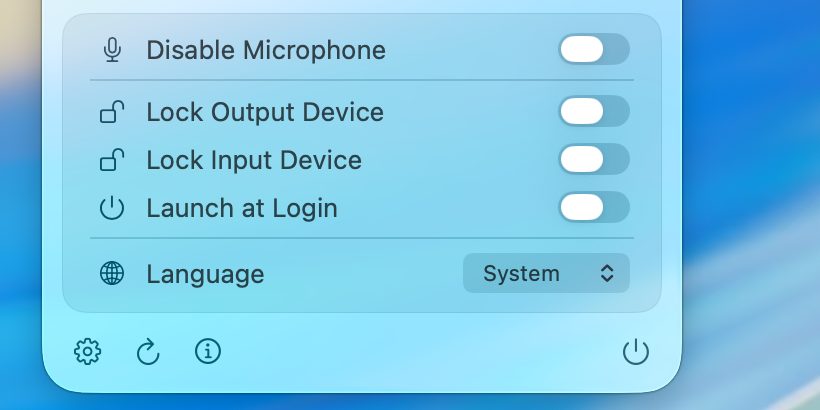 Disable Microphone
Lock Output Device
Lock Input Device
Launch at Login
Language
System